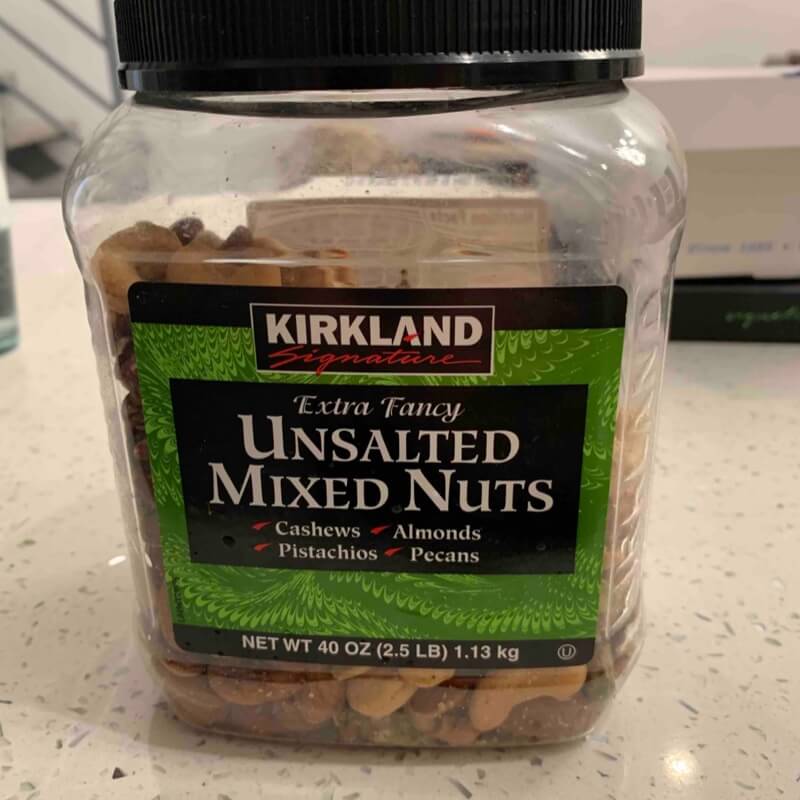 KIRKLAND
Signature
Extra Fancy
UNSALTED
MIXED NUTS
Cashews Almonds
Pistachios Pecans
NET WT 40 OZ (2.5 LB) 1.13 kg
U